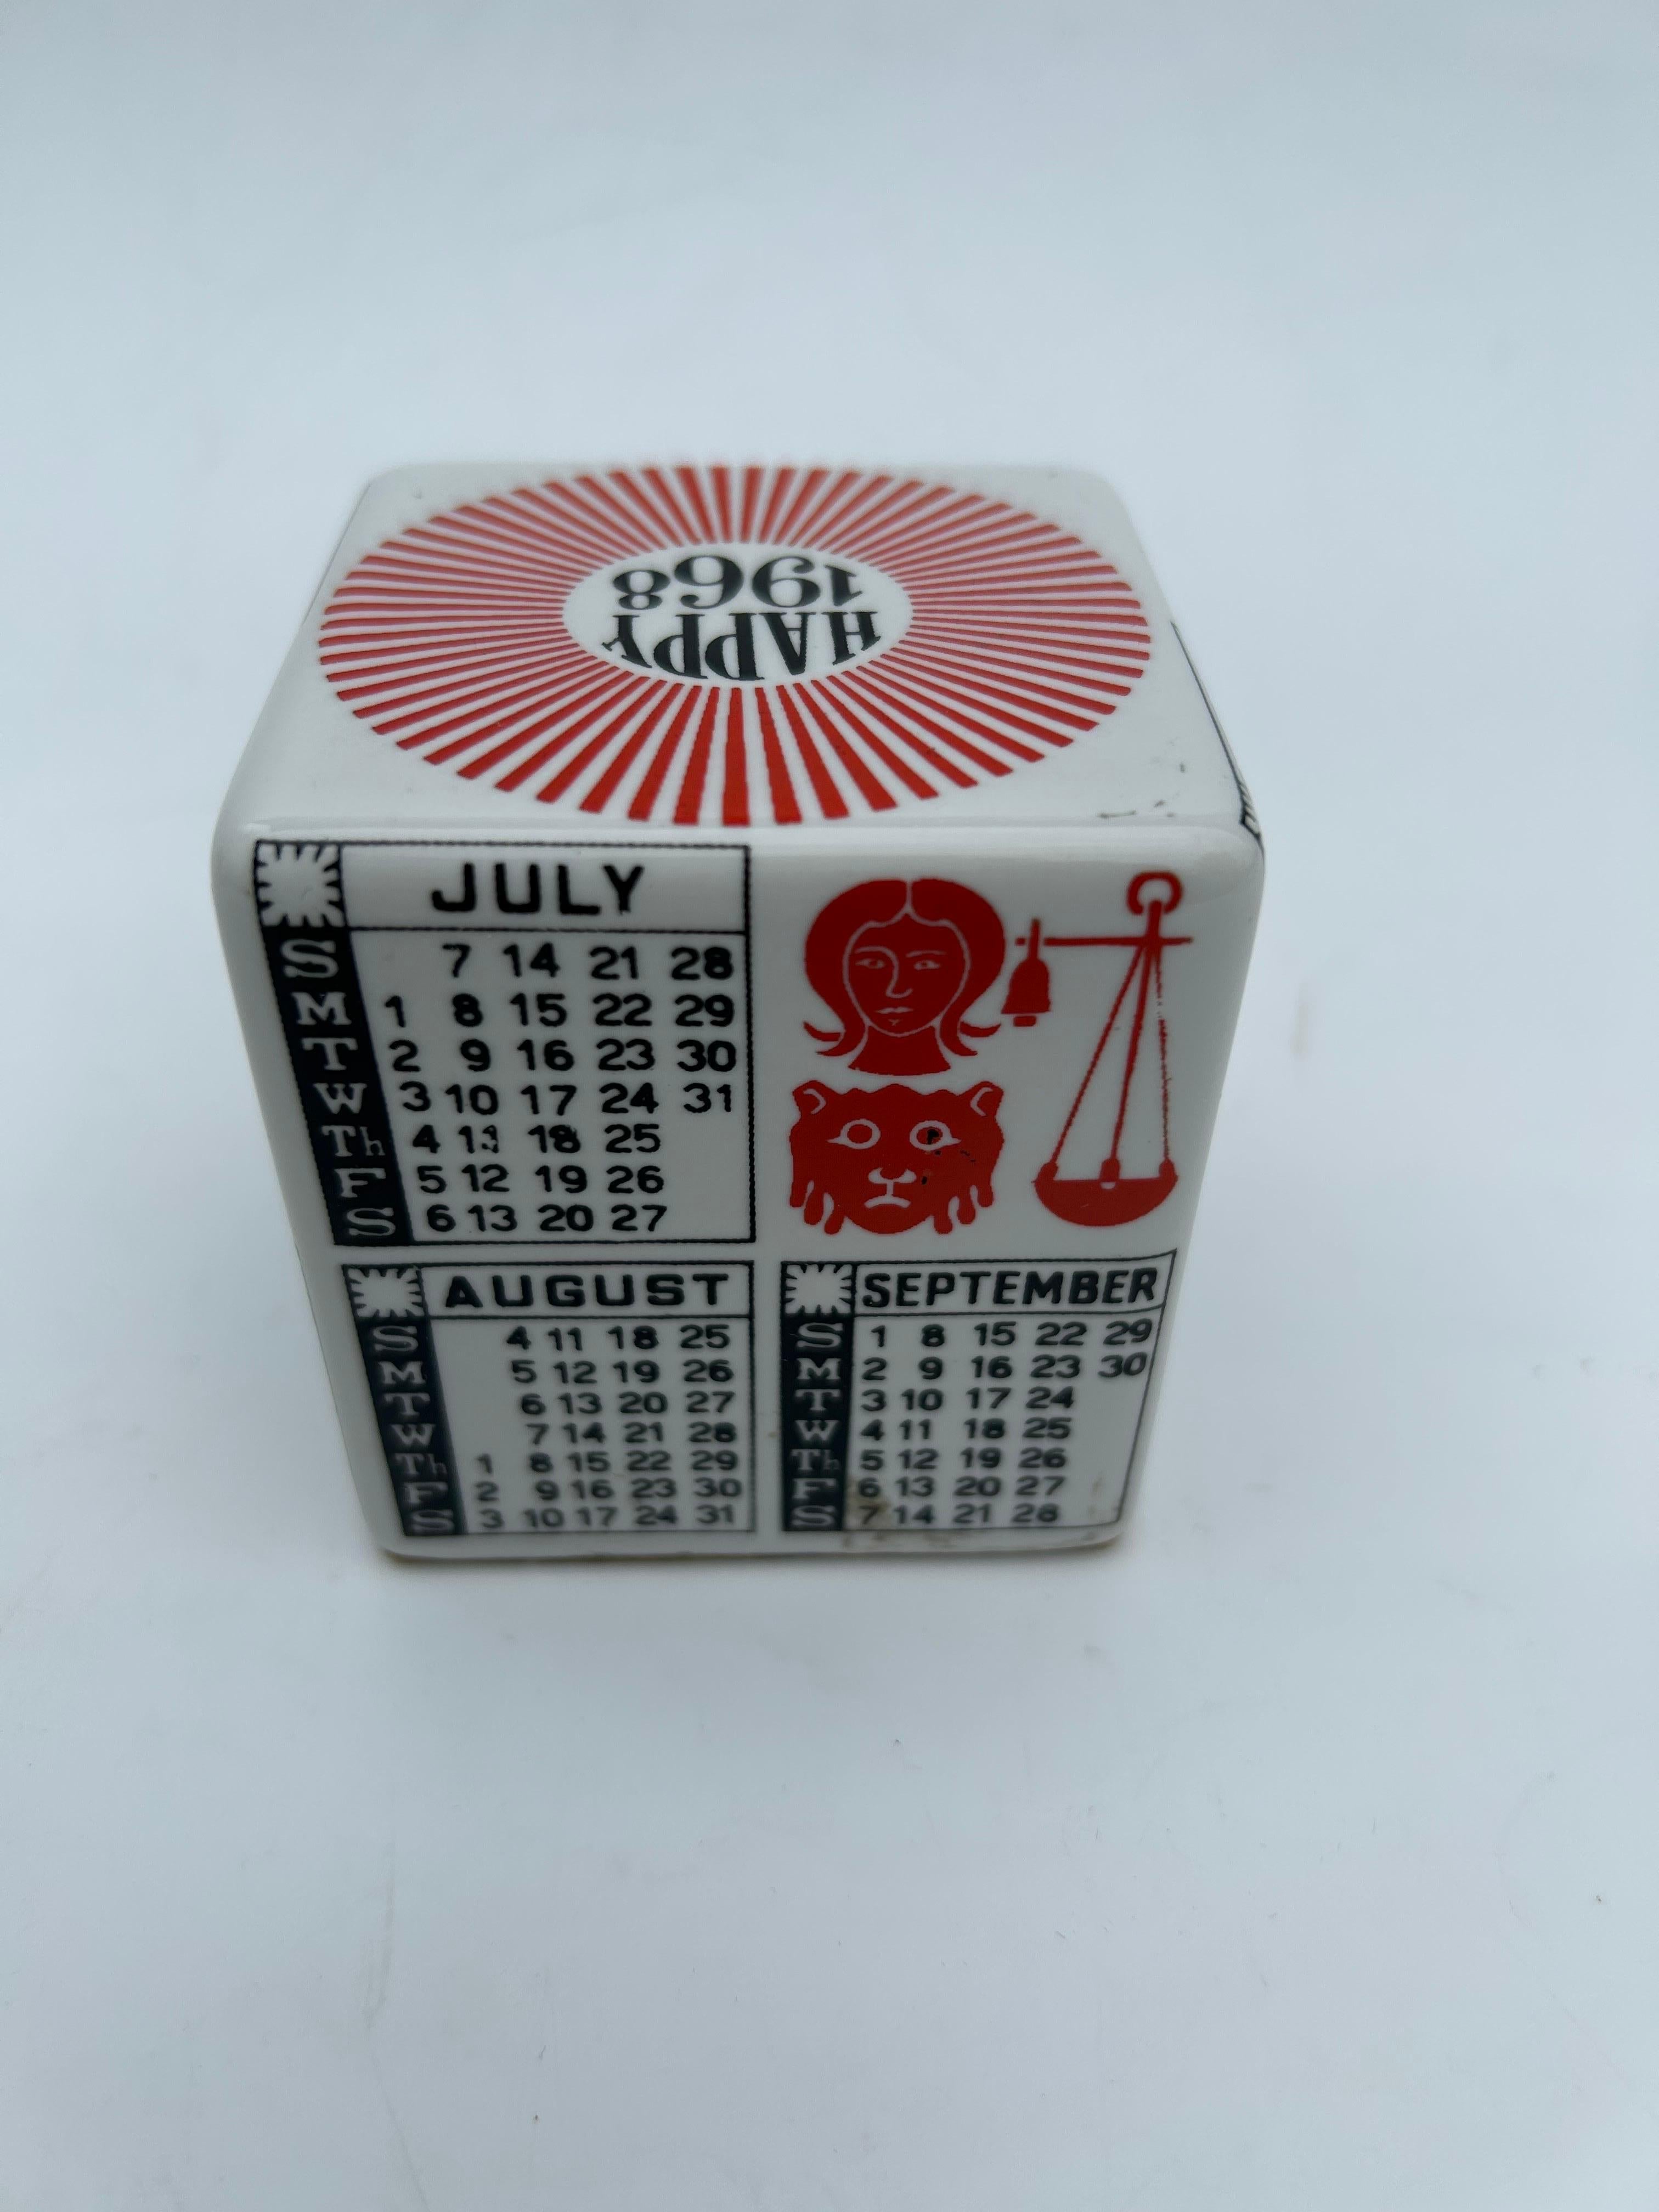 HAPPY
1968
JULY
S 7 14 21 28
M 1 8 15 22 29
T 2 9 16 23 30
W 3 10 17 24 31
Th 4 11 18 25
F 5 12 19 26
S 6 13 20 27
AUGUST
S 4 11 18 25
M 5 12 19 26
T 6 13 20 27
W 7 14 21 28
Th 1 8 15 22 29
F 2 9 16 23 30
S 3 10 17 24 31
SEPTEMBER
S 1 8 15 22 29
M 2 9 16 23 30
T 3 10 17 24
W 4 11 18 25
Th 5 12 19 26
F 6 13 20 27
S 7 14 21 28